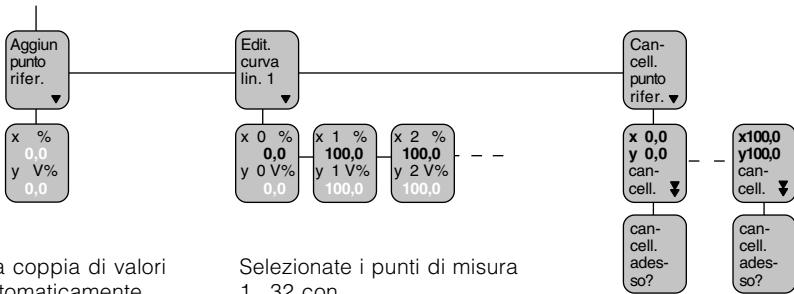 Aggiun
punto
rifer.
x %
0,0
y V%
0,0
Edit.
curva
lin. 1
x 0 %
0,0
y 0 V%
0,0
x 1 %
100,0
y 1 V%
100,0
x 2 %
100,0
y 2 V%
100,0
Can-
cell.
punto
rifer.
x 0,0
y 0,0
can-
cell.
can-
cell.
ades-
so?
x100,0
y100,0
can-
cell.
can-
cell.
ades-
so?
a coppia di valori
Selezionate i punti di misura